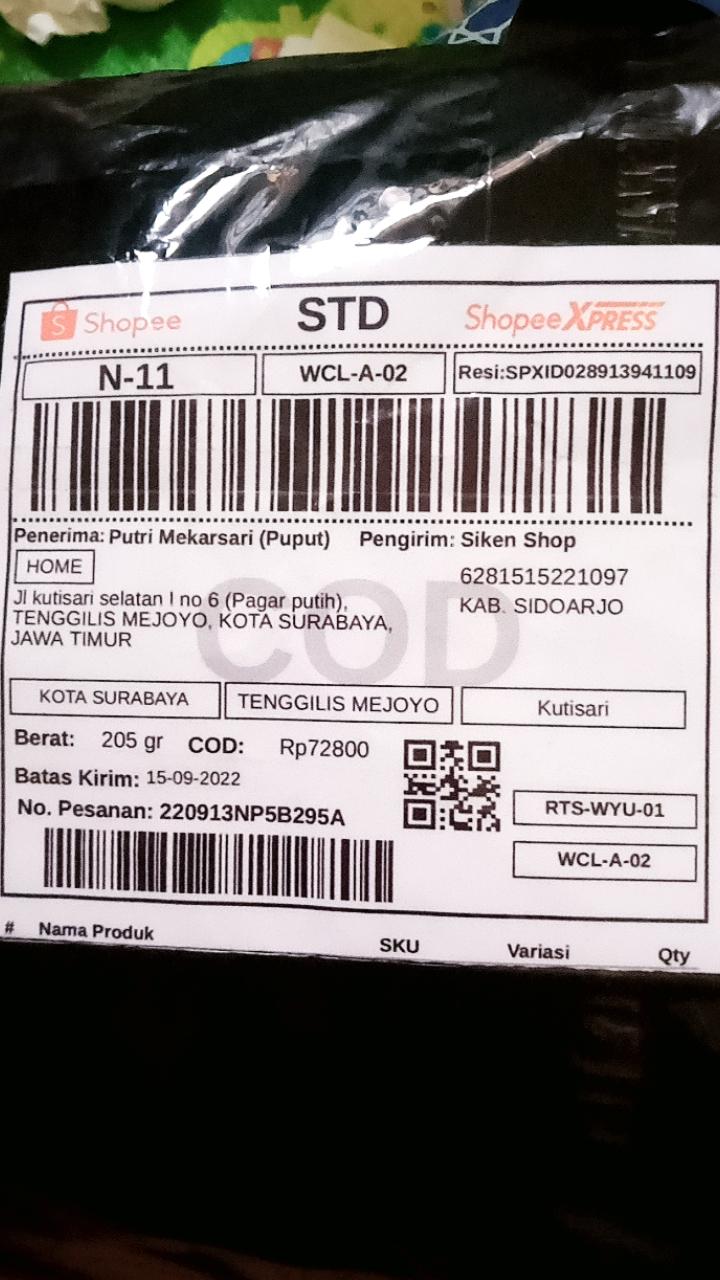 Shopee STD Shopee XPRESS
N-11 WCL-A-02 Resi:SPXID028913941109
Penerima: Putri Mekarsari (Puput) Pengirim: Siken Shop
HOME 6281515221097
Jl kutisari selatan I no 6 (Pagar putih), KAB. SIDOARJO
TENGGILIS MEJOYO, KOTA SURABAYA,
JAWA TIMUR
COD
KOTA SURABAYA TENGGILIS MEJOYO Kutisari
Berat: 205 gr COD: Rp72800
Batas Kirim: 15-09-2022
No. Pesanan: 220913NP5B295A RTS-WYU-01
WCL-A-02
# Nama Produk SKU Variasi Qty